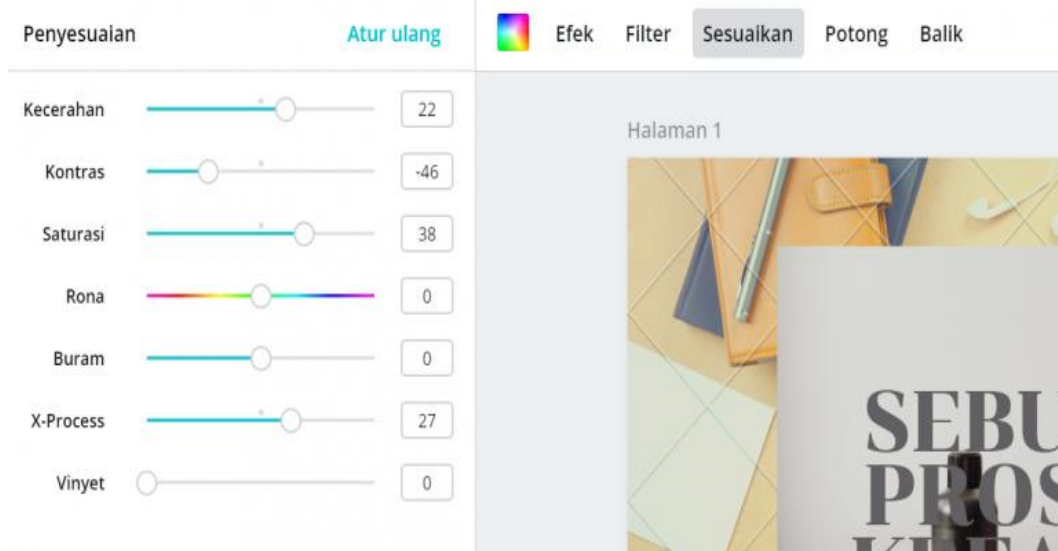 Penyesuaian Atur ulang
Efek Filter Sesuaikan Potong Balik
Kecerahan 22
Kontras -46
Saturasi 38
Rona 0
Buram 0
X-Process 27
Vinyet 0
Halaman 1
SEBU
PROS